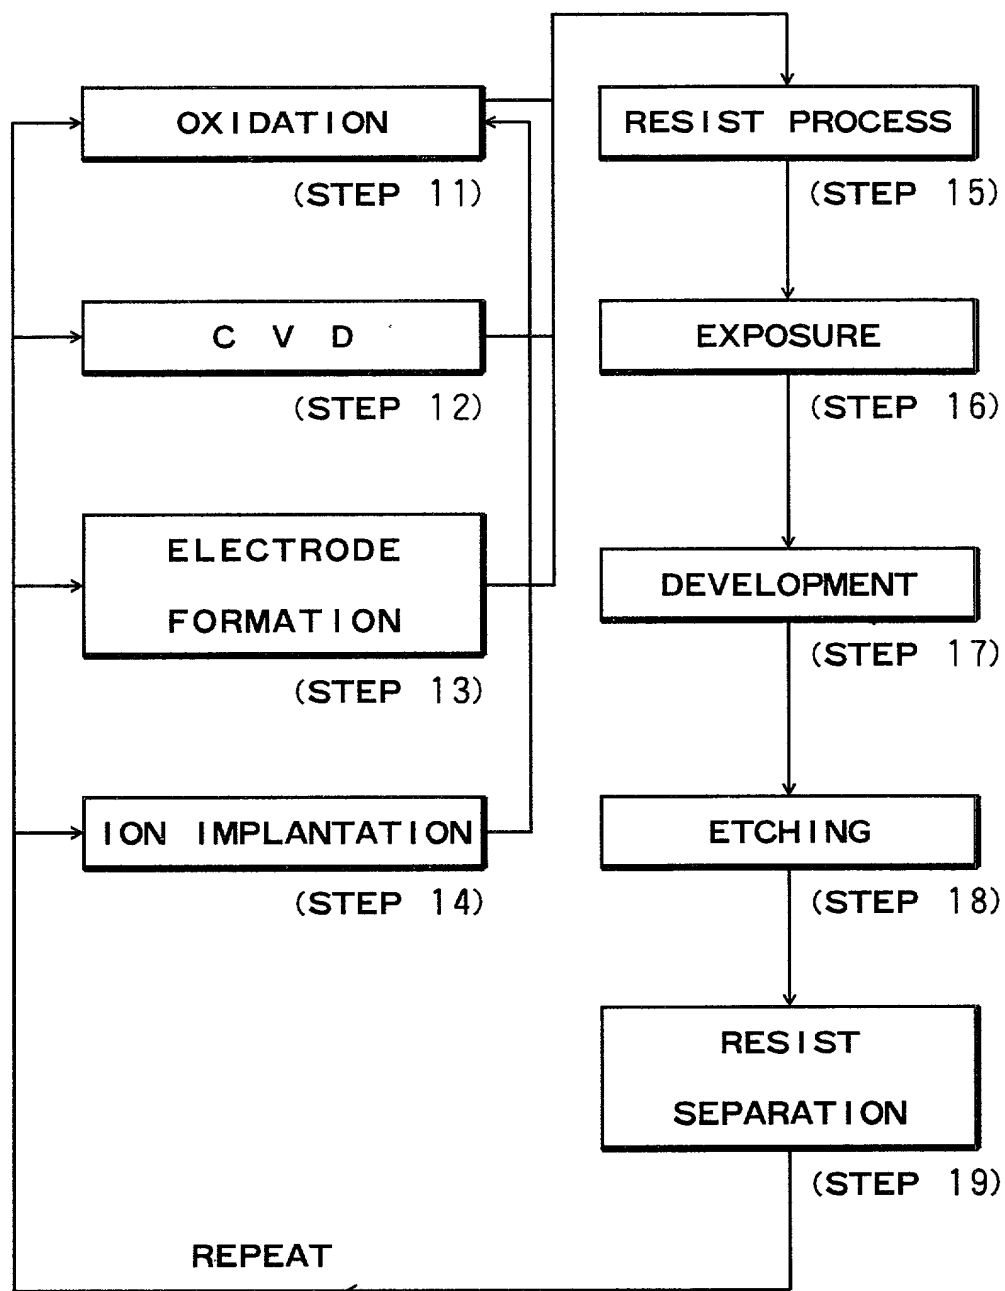 OXIDATION
(STEP 11)
C V D
(STEP 12)
ELECTRODE
FORMATION
(STEP 13)
ION IMPLANTATION
(STEP 14)
RESIST PROCESS
(STEP 15)
EXPOSURE
(STEP 16)
DEVELOPMENT
(STEP 17)
ETCHING
(STEP 18)
RESIST
SEPARATION
(STEP 19)
REPEAT